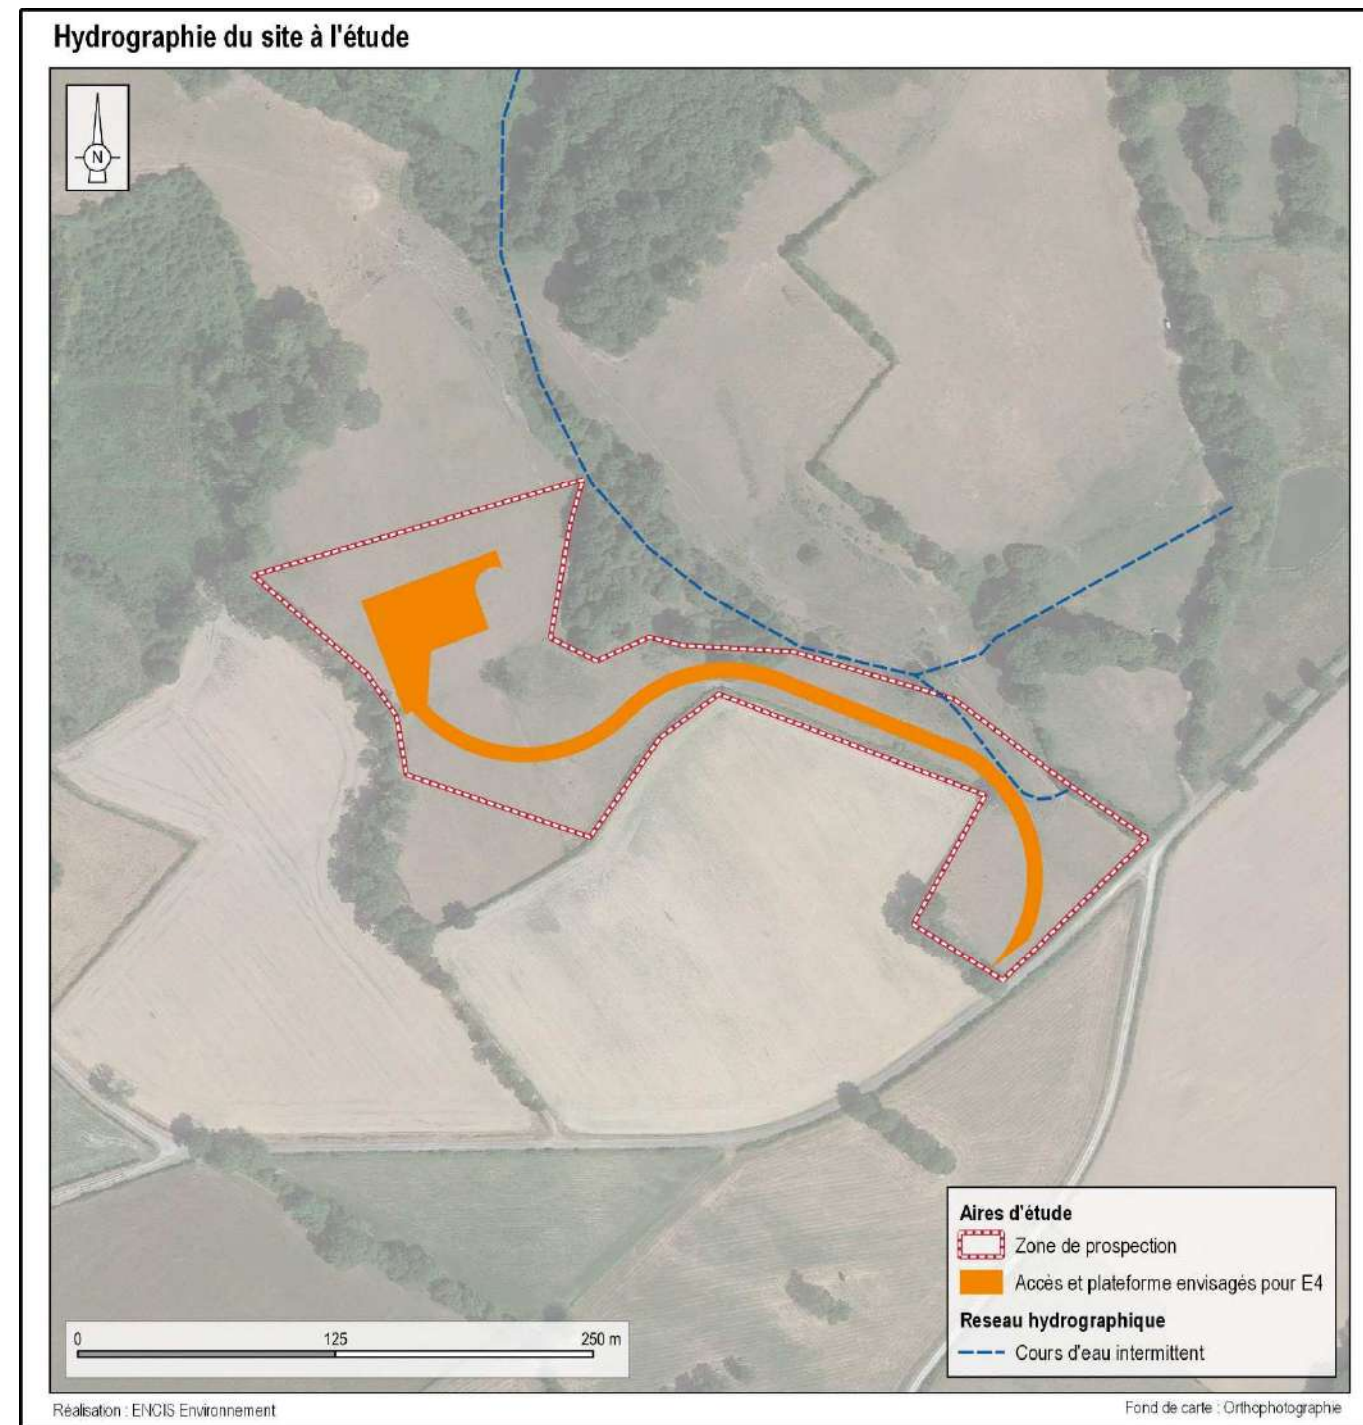 Hydrographie du site à l'étude
N
Aires d'étude
Zone de prospection
Accès et plateforme envisagés pour E4
Reseau hydrographique
Cours d'eau intermittent
0 125 250 m
Réalisation : ENCIS Environnement
Fond de carte : Orthophotographie